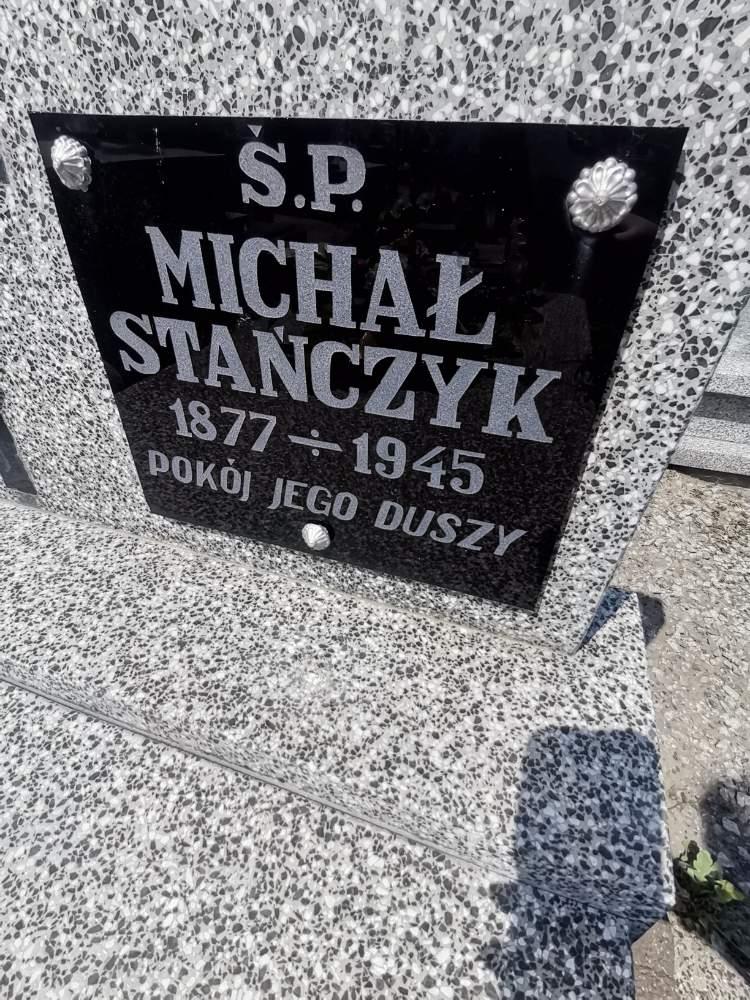 Ś.P.
MICHAŁ
STAŃCZYK
1877 ÷ 1945
POKÓJ JEGO DUSZY